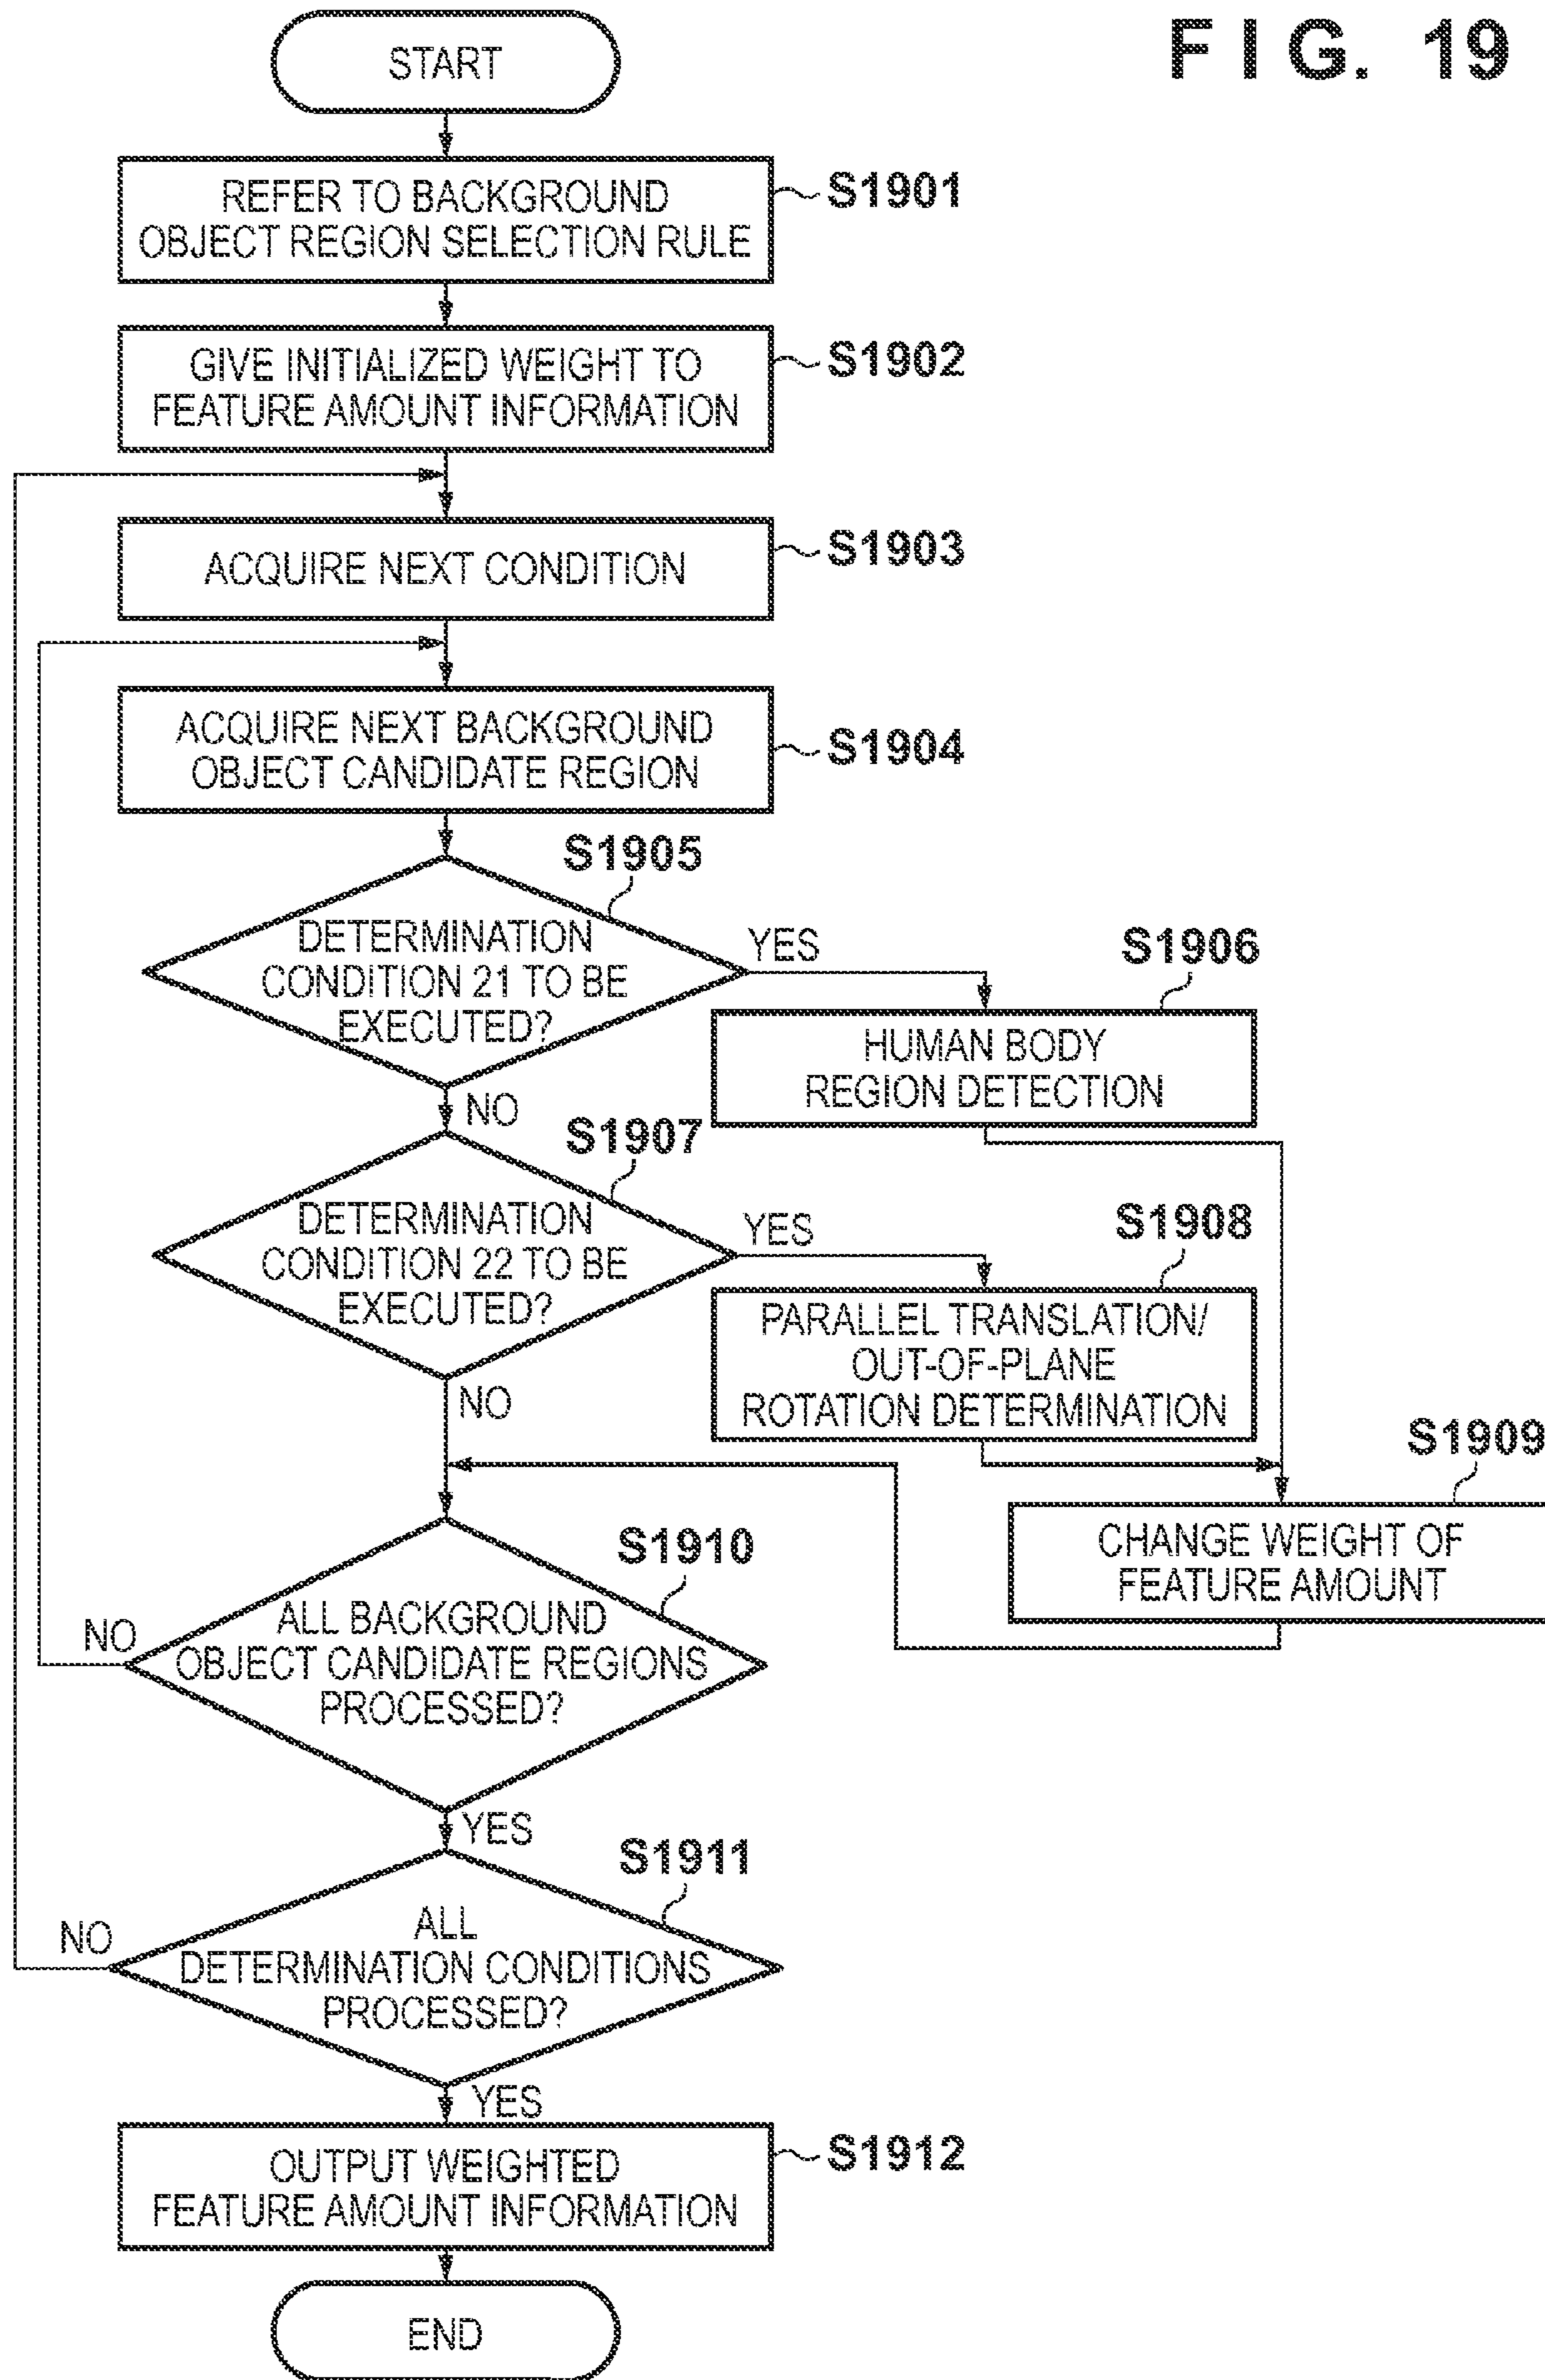 FIG. 19
START
REFER TO BACKGROUND
OBJECT REGION SELECTION RULE
S1901
GIVE INITIALIZED WEIGHT TO
FEATURE AMOUNT INFORMATION
S1902
ACQUIRE NEXT CONDITION
S1903
ACQUIRE NEXT BACKGROUND
OBJECT CANDIDATE REGION
S1904
S1905
DETERMINATION
CONDITION 21 TO BE
EXECUTED?
YES
NO
S1906
HUMAN BODY
REGION DETECTION
S1907
DETERMINATION
CONDITION 22 TO BE
EXECUTED?
YES
NO
S1908
PARALLEL TRANSLATION/
OUT-OF-PLANE
ROTATION DETERMINATION
S1909
CHANGE WEIGHT OF
FEATURE AMOUNT
S1910
ALL BACKGROUND
OBJECT CANDIDATE REGIONS
PROCESSED?
NO
YES
S1911
ALL
DETERMINATION CONDITIONS
PROCESSED?
NO
YES
OUTPUT WEIGHTED
FEATURE AMOUNT INFORMATION
S1912
END